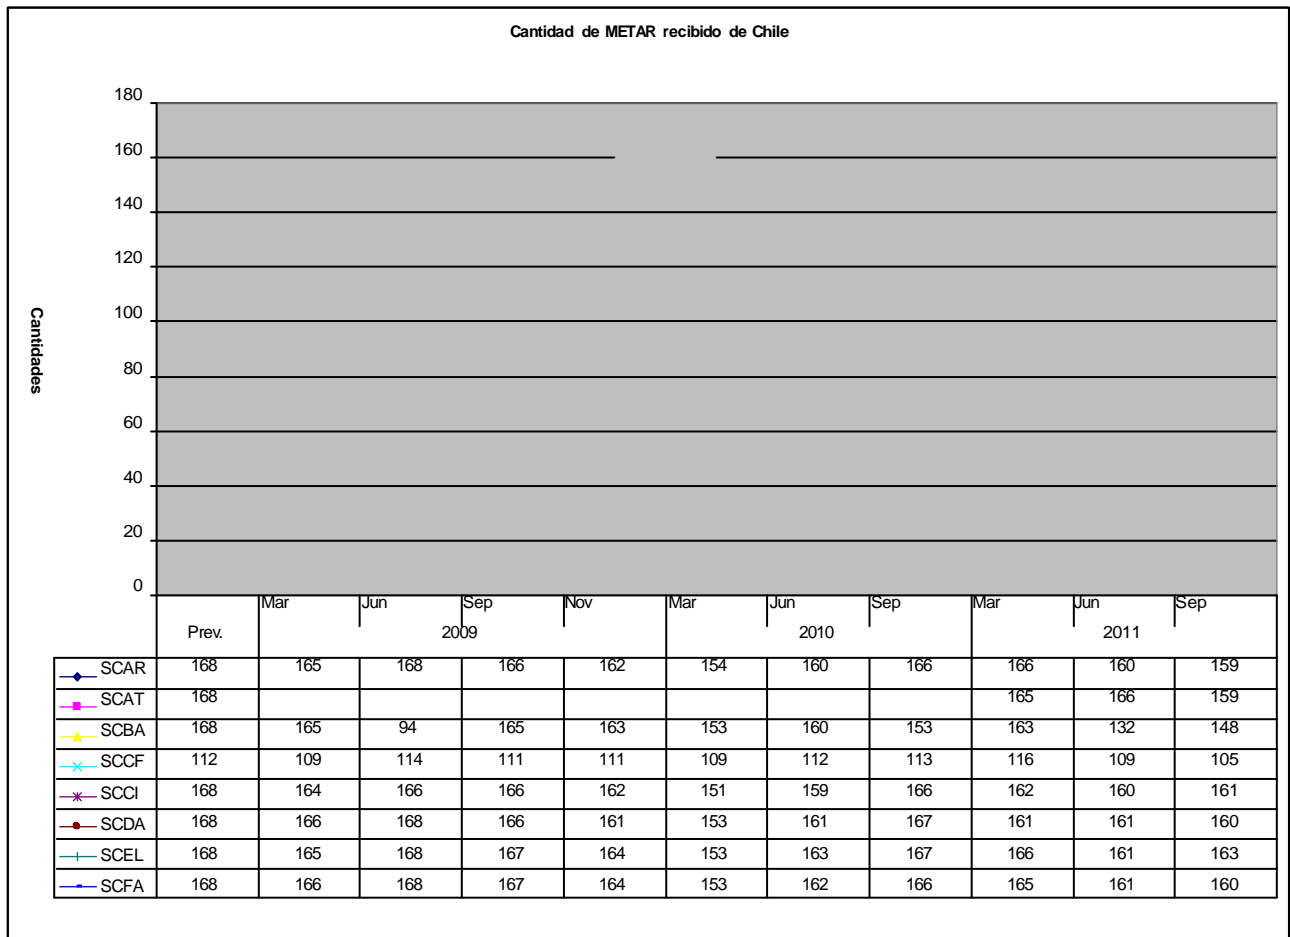 Cantidad de METAR recibido de Chile
Cantidades
180
160
140
120
100
80
60
40
20
0
Mar Jun Sep Nov Mar Jun Sep Mar Jun Sep
Prev. 2009 2010 2011
SCAR 168 165 168 166 162 154 160 166 166 160 159
SCAT 168 165 166 159
SCBA 168 165 94 165 163 153 160 153 163 132 148
SCCF 112 109 114 111 111 109 112 113 116 109 105
SCCI 168 164 166 166 162 151 159 166 162 160 161
SCDA 168 166 168 166 161 153 161 167 161 161 160
SCEL 168 165 168 167 164 153 163 167 166 161 163
SCFA 168 166 168 167 164 153 162 166 165 161 160